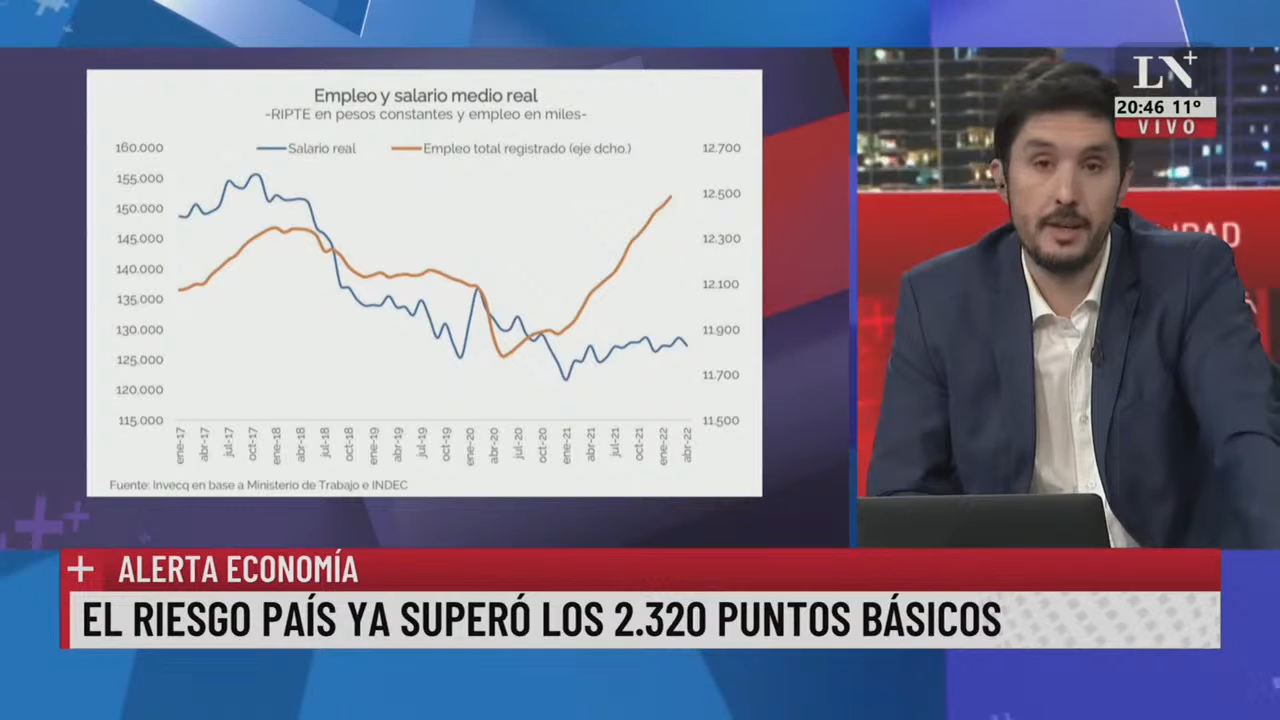 Empleo y salario medio real
-RIPTE en pesos constantes y empleo en miles-
Salario real
Empleo total registrado (eje dcho.)
160.000
155.000
150.000
145.000
140.000
135.000
130.000
125.000
120.000
115.000
12.700
12.500
12.300
12.100
11.900
11.700
11.500
ene-17
abr-17
jul-17
oct-17
ene-18
abr-18
jul-18
oct-18
ene-19
abr-19
jul-19
oct-19
ene-20
abr-20
jul-20
oct-20
ene-21
abr-21
jul-21
oct-21
ene-22
abr-22
Fuente: Invecq en base a Ministerio de Trabajo e INDEC
LN+
20:46 11º
VIVO
+ ALERTA ECONOMÍA
EL RIESGO PAÍS YA SUPERÓ LOS 2.320 PUNTOS BÁSICOS